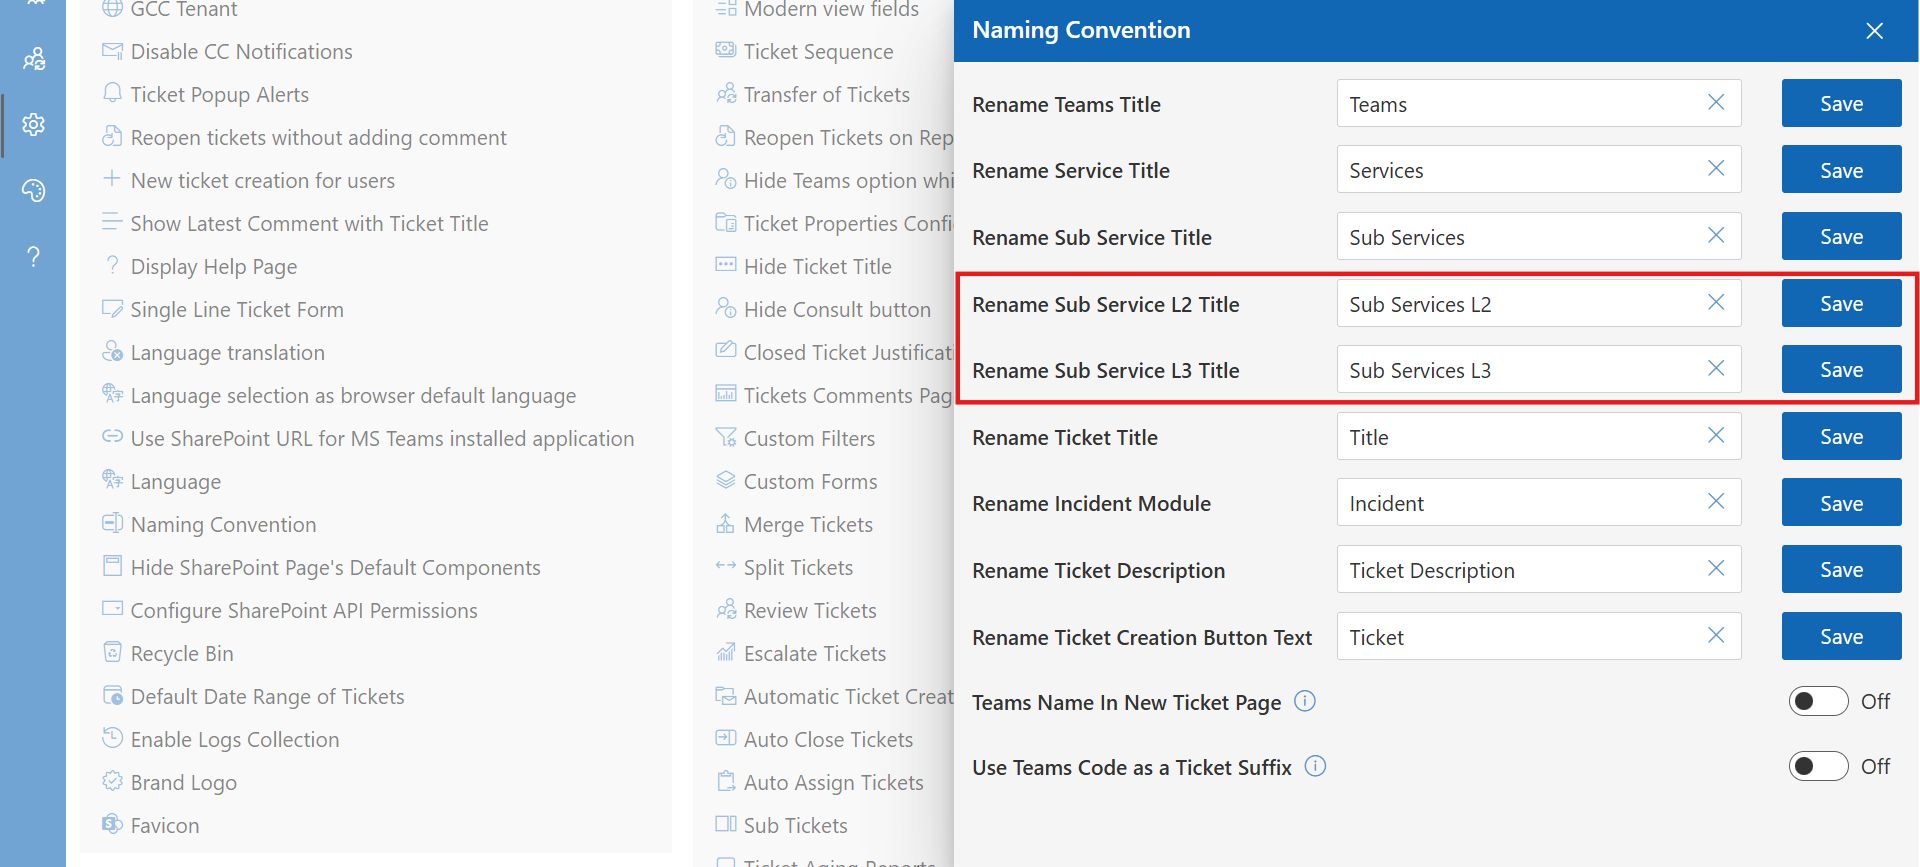 GCC Tenant
Disable CC Notifications
Ticket Popup Alerts
Reopen tickets without adding comment
New ticket creation for users
Show Latest Comment with Ticket Title
Display Help Page
Single Line Ticket Form
Language translation
Language selection as browser default language
Use SharePoint URL for MS Teams installed application
Language
Naming Convention
Hide SharePoint Page's Default Components
Configure SharePoint API Permissions
Recycle Bin
Default Date Range of Tickets
Enable Logs Collection
Brand Logo
Favicon
Modern view fields
Ticket Sequence
Transfer of Tickets
Reopen Tickets on Rep
Hide Teams option whi
Ticket Properties Confi
Hide Ticket Title
Hide Consult button
Closed Ticket Justificati
Tickets Comments Pag
Custom Filters
Custom Forms
Merge Tickets
Split Tickets
Review Tickets
Escalate Tickets
Automatic Ticket Creat
Auto Close Tickets
Auto Assign Tickets
Sub Tickets
Ticket Aging Reports
Naming Convention
Rename Teams Title Teams Save
Rename Service Title Services Save
Rename Sub Service Title Sub Services Save
Rename Sub Service L2 Title Sub Services L2 Save
Rename Sub Service L3 Title Sub Services L3 Save
Rename Ticket Title Title Save
Rename Incident Module Incident Save
Rename Ticket Description Ticket Description Save
Rename Ticket Creation Button Text Ticket Save
Teams Name In New Ticket Page Off
Use Teams Code as a Ticket Suffix Off